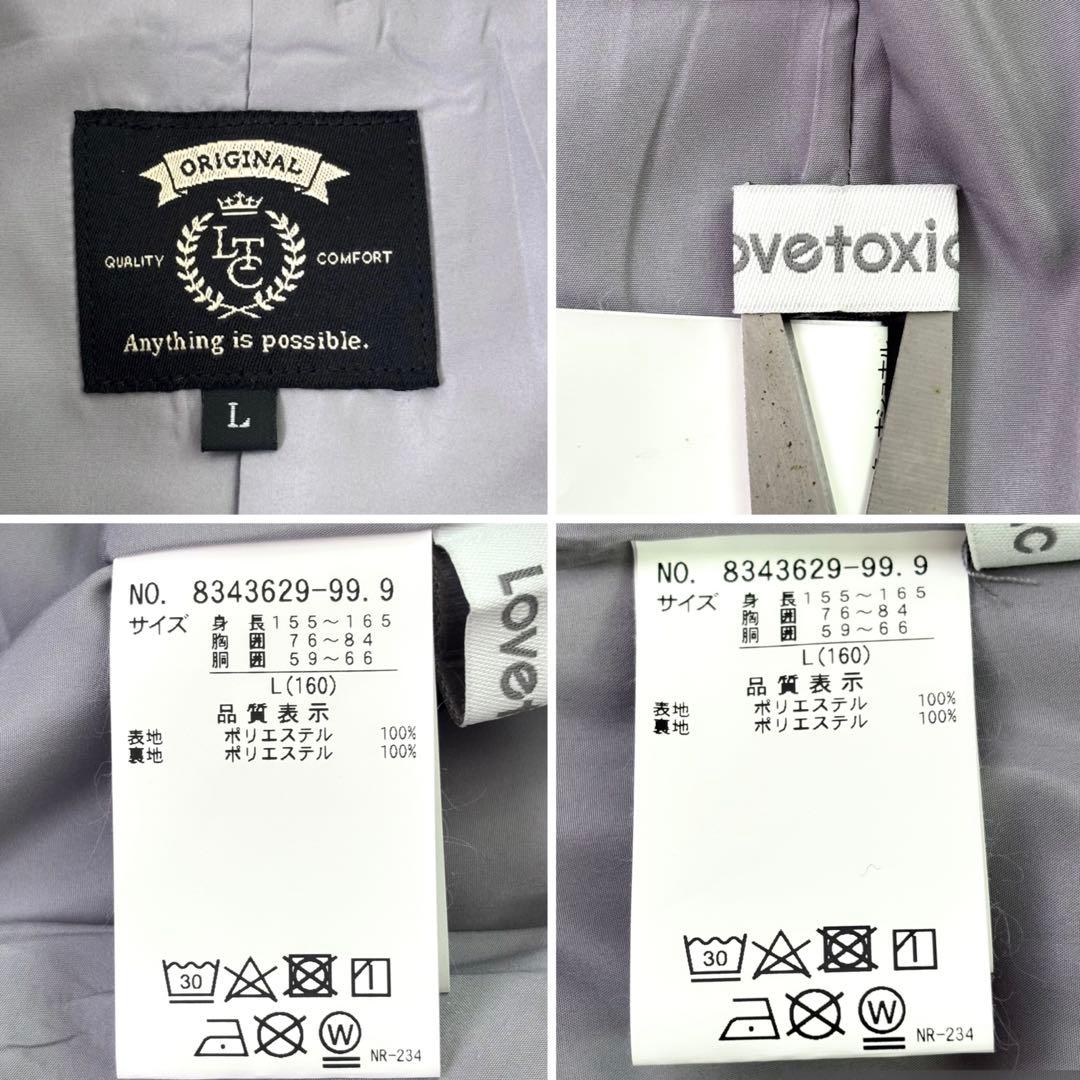 ORIGINAL
LTC
QUALITY COMFORT
Anything is possible.
L
ovetoxic
NO. 8343629-99.9
サイズ 身長 155～165
胸囲 76～84
胴囲 59～66
L(160)
品質表示
表地 ポリエステル 100%
裏地 ポリエステル 100%
30
W
NR-234
Love
NO. 8343629-99.9
サイズ 身長 155～165
胸囲 76～84
胴囲 59～66
L(160)
品質表示
表地 ポリエステル 100%
裏地 ポリエステル 100%
30
W
NR-234
c